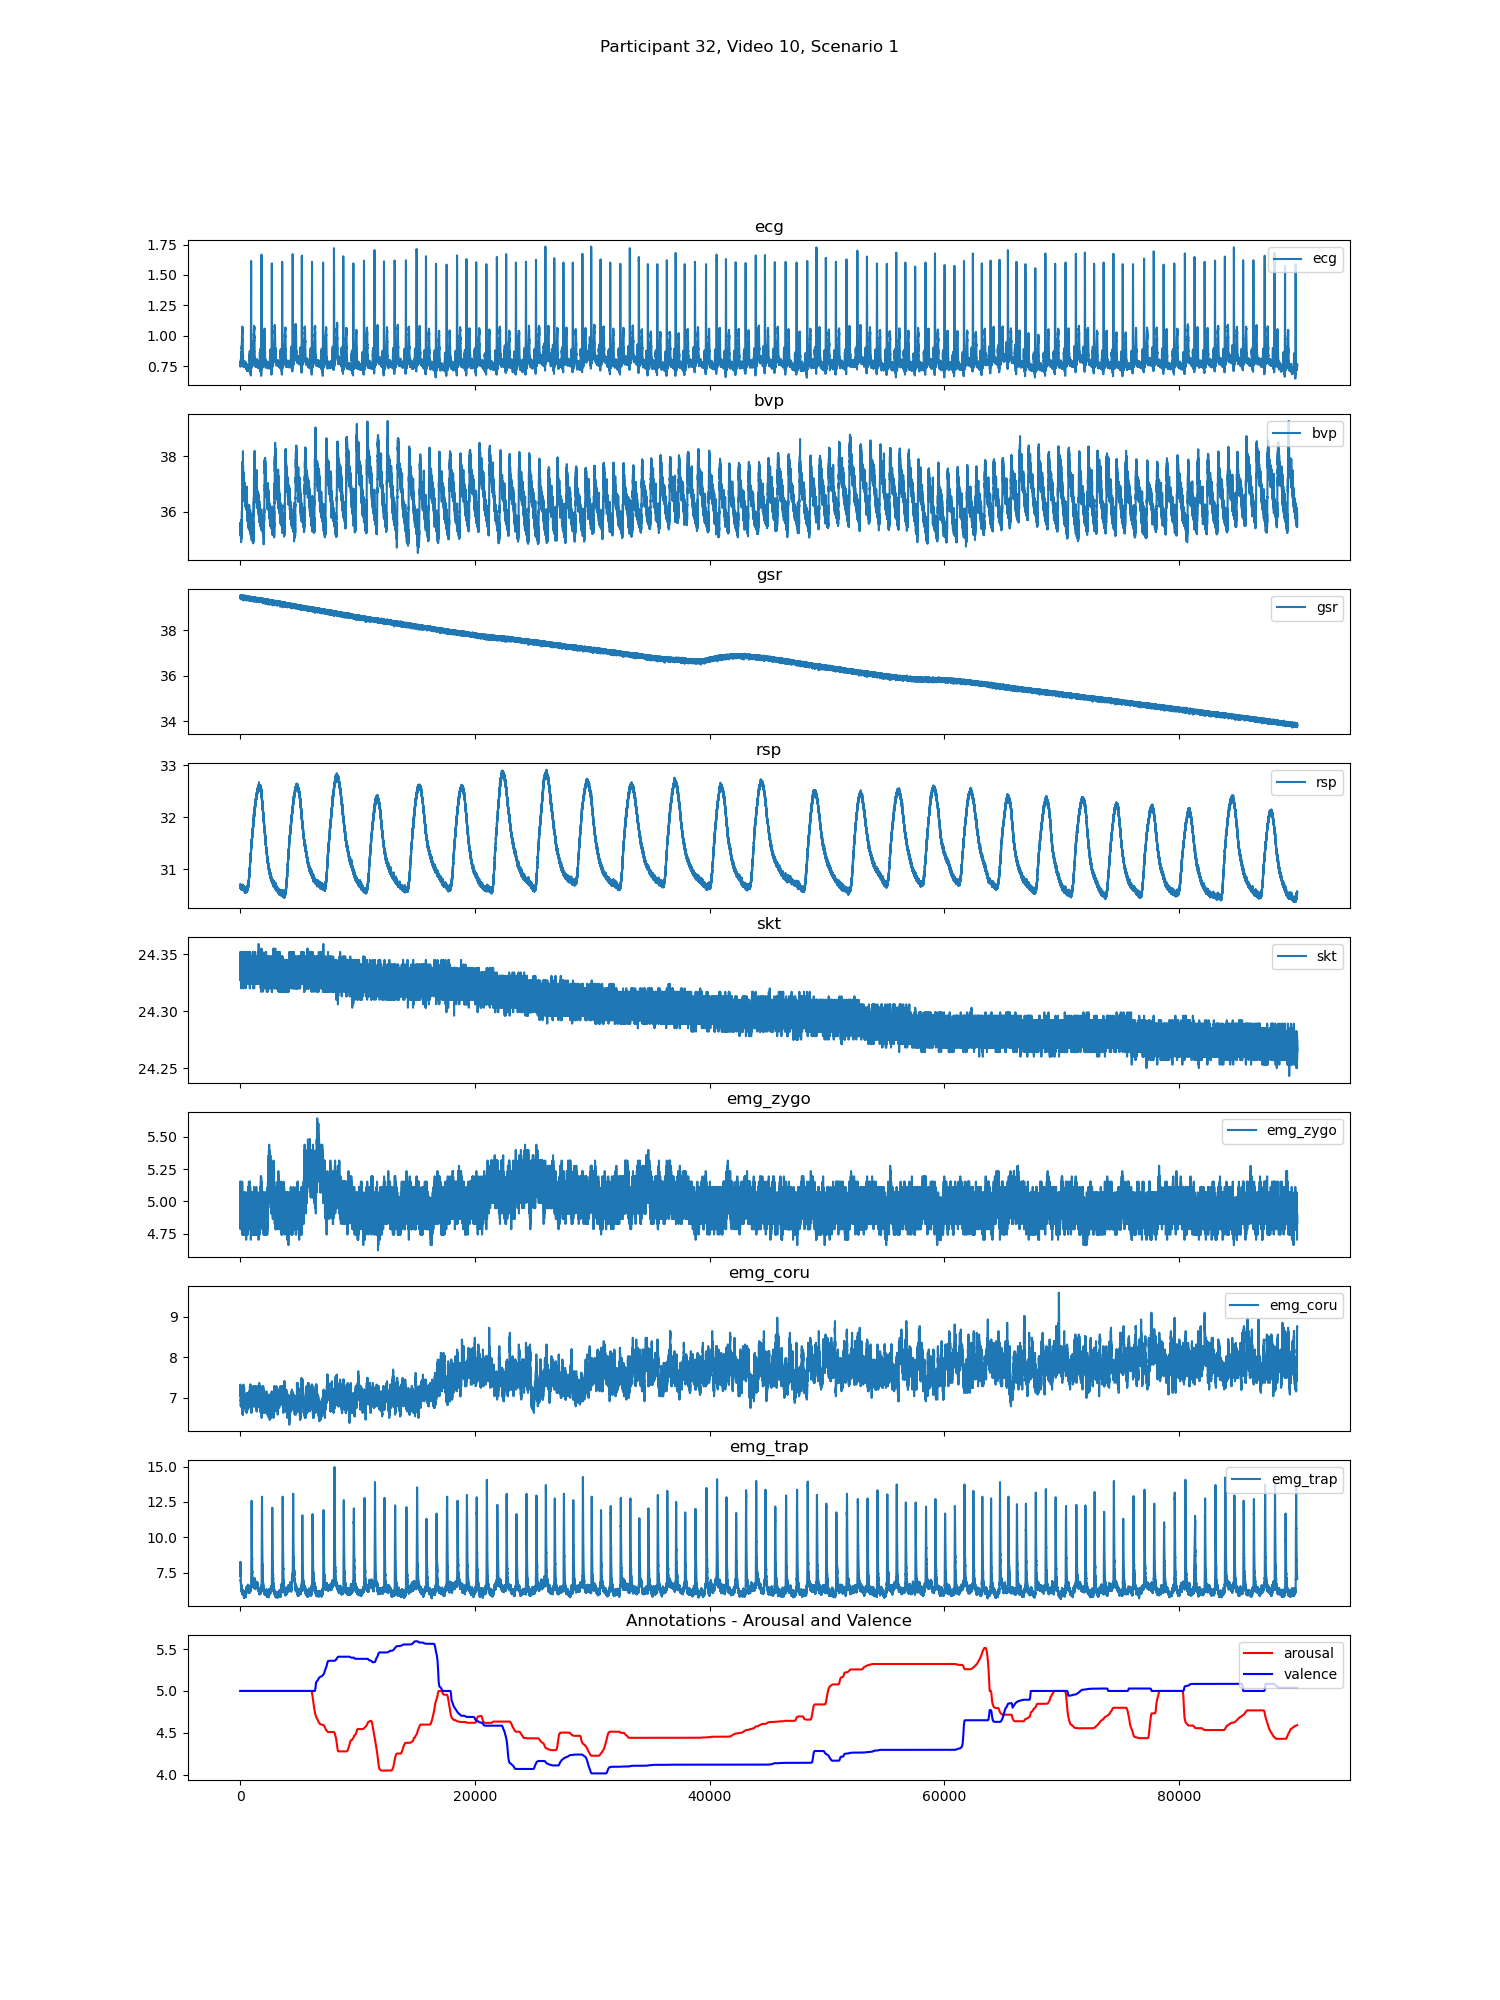 Participant 32, Video 10, Scenario 1
ecg
1.75
1.50
1.25
1.00
0.75
ecg
bvp
38
36
bvp
gsr
38
36
34
gsr
rsp
33
32
31
rsp
skt
24.35
24.30
24.25
skt
emg_zygo
5.50
5.25
5.00
4.75
emg_zygo
emg_coru
9
8
7
emg_coru
emg_trap
15.0
12.5
10.0
7.5
emg_trap
Annotations - Arousal and Valence
5.5
5.0
4.5
4.0
arousal
valence
0 20000 40000 60000 80000